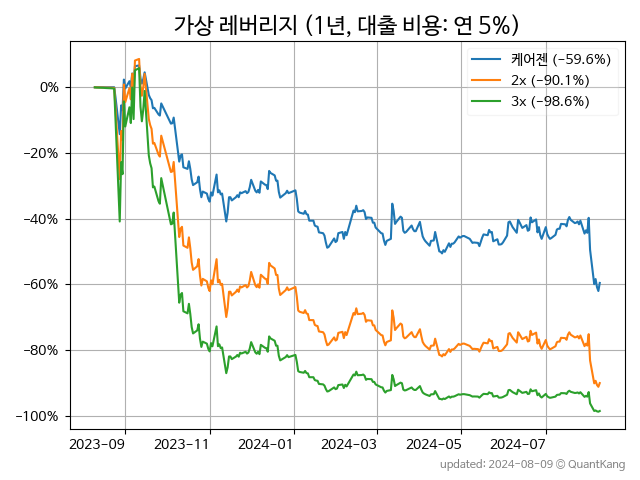 가상 레버리지 (1년, 대출 비용: 연 5%)
케어젠 (−59.6%)
2x (−90.1%)
3x (−98.6%)
0%
−20%
−40%
−60%
−80%
−100%
2023-09 2023-11 2024-01 2024-03 2024-05 2024-07
updated: 2024-08-09 © QuantKang